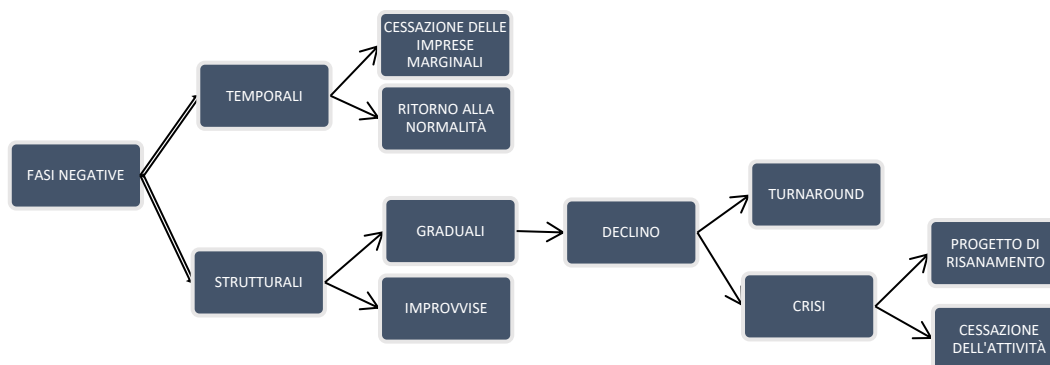 CESSAZIONE DELLE
IMPRESE
MARGINALI
TEMPORALI
RITORNO ALLA
NORMALITÀ
FASI NEGATIVE
TURNAROUND
GRADUALI
DECLINO
PROGETTO DI
RISANAMENTO
STRUTTURALI
IMPROVVISE
CRISI
CESSAZIONE
DELL'ATTIVITÀ